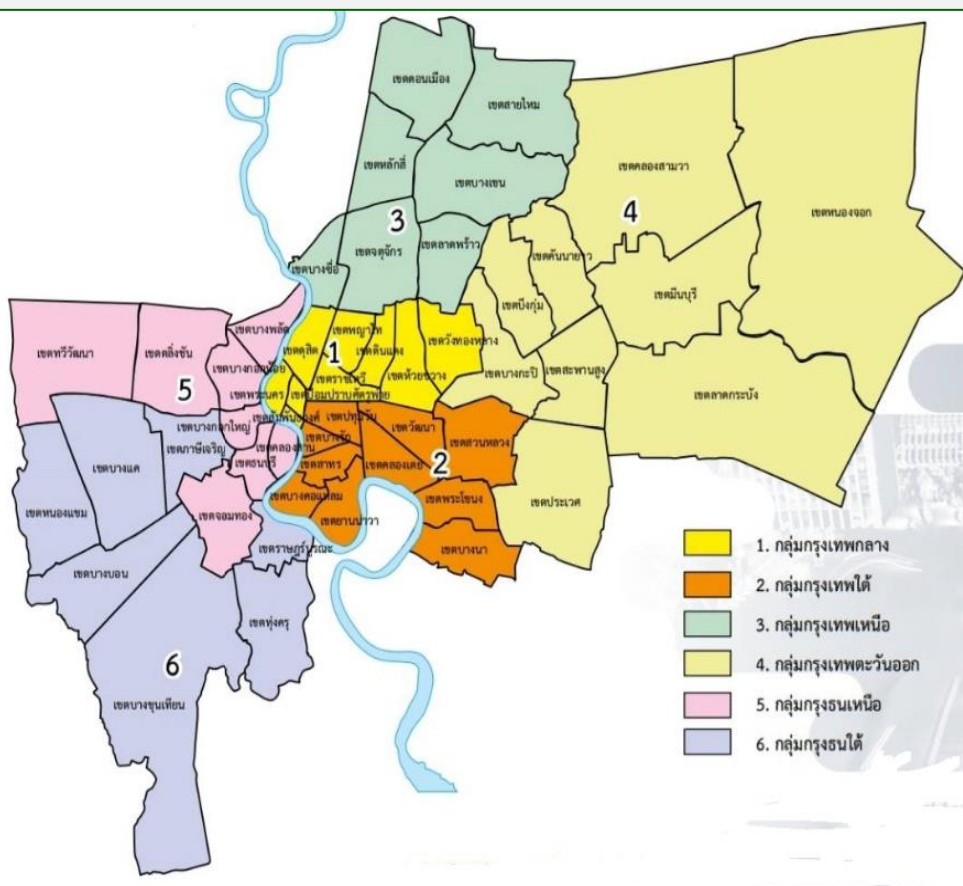 เขตดอนเมือง
เขตสายไหม
เขตหลักสี่
เขตบางเขน
เขตคลองสามวา
เขตหนองจอก
3
4
เขตจตุจักร
เขตลาดพร้าว
เขตคันนายาว
เขตบางซื่อ
เขตบึงกุ่ม
เขตมีนบุรี
เขตทวีวัฒนา
เขตตลิ่งชัน
เขตบางพลัด
เขตดุสิต
เขตพญาไท
เขตดินแดง
เขตวังทองหลาง
1
เขตบางกอกน้อย
เขตราชเทวี
เขตห้วยขวาง
เขตบางกะปิ
เขตสะพานสูง
5
เขตพระนคร
เขตป้อมปราบศัตรูพ่าย
เขตลาดกระบัง
เขตสัมพันธวงศ์
เขตปทุมวัน
เขตบางกอกใหญ่
เขตบางรัก
เขตวัฒนา
เขตสวนหลวง
เขตภาษีเจริญ
เขตคลองสาน
เขตบางแค
เขตธนบุรี
เขตสาทร
เขตคลองเตย
2
เขตบางคอแหลม
เขตพระโขนง
เขตประเวศ
เขตหนองแขม
เขตจอมทอง
เขตยานนาวา
เขตราษฎร์บูรณะ
เขตบางนา
เขตบางบอน
เขตทุ่งครุ
6
เขตบางขุนเทียน
1. กลุ่มกรุงเทพกลาง
2. กลุ่มกรุงเทพใต้
3. กลุ่มกรุงเทพเหนือ
4. กลุ่มกรุงเทพตะวันออก
5. กลุ่มกรุงธนเหนือ
6. กลุ่มกรุงธนใต้